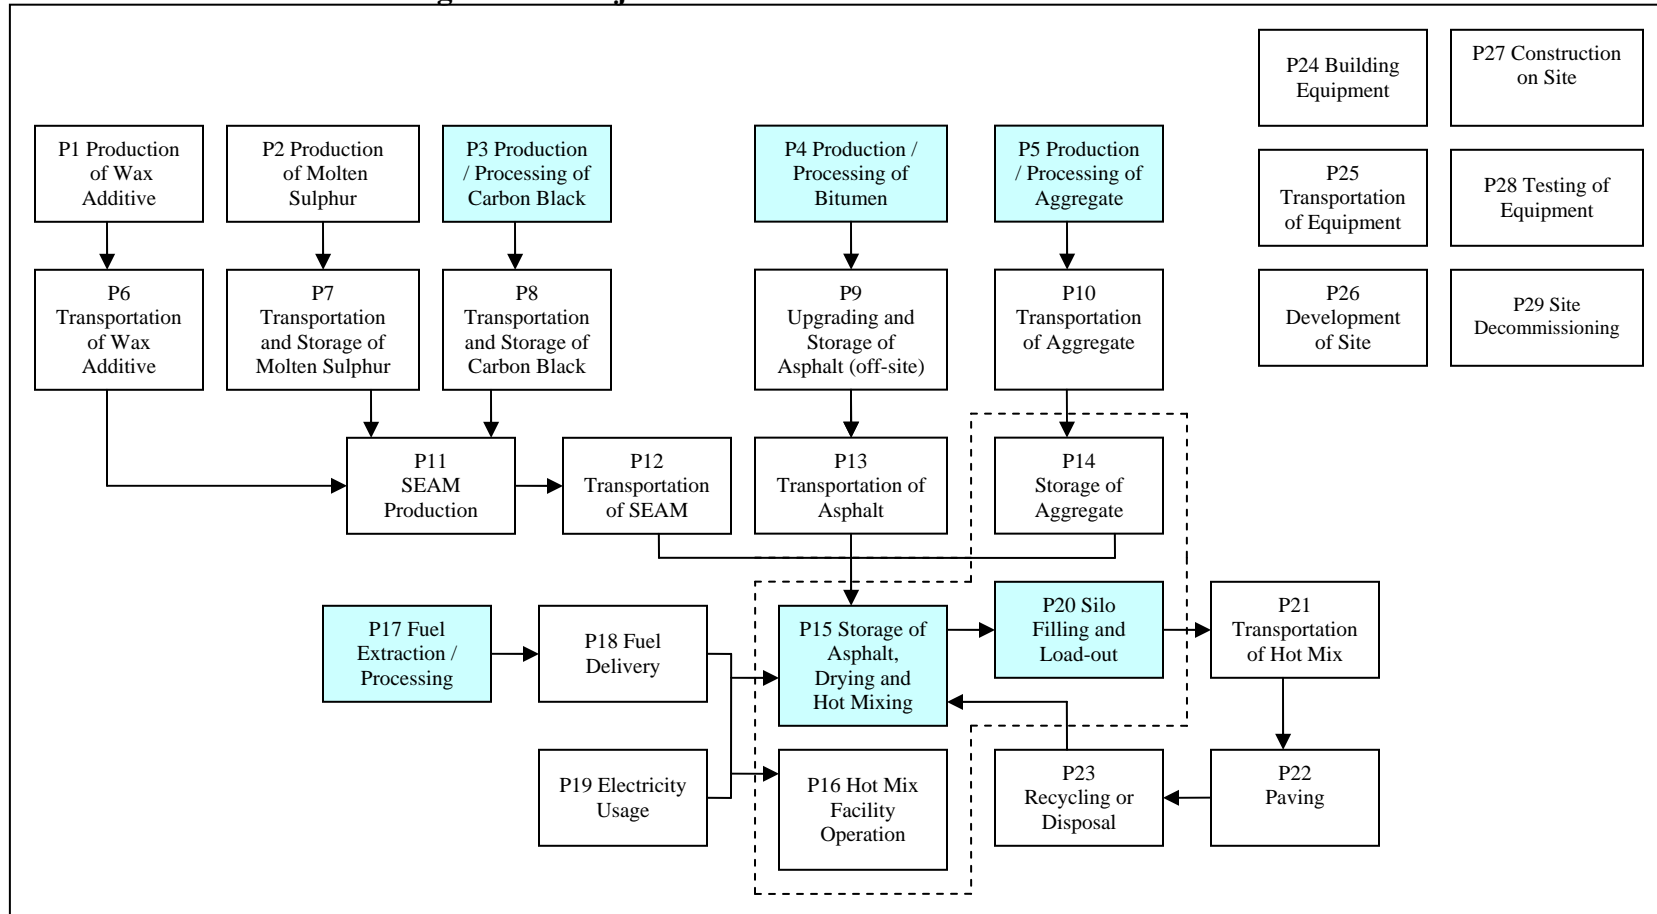 P24 Building
Equipment
P27 Construction
on Site
P1 Production
of Wax
Additive
P2 Production
of Molten
Sulphur
P3 Production
/ Processing of
Carbon Black
P4 Production /
Processing of
Bitumen
P5 Production
/ Processing of
Aggregate
P25
Transportation
of Equipment
P28 Testing of
Equipment
P6
Transportation
of Wax
Additive
P7
Transportation
and Storage of
Molten Sulphur
P8
Transportation
and Storage of
Carbon Black
P9
Upgrading and
Storage of
Asphalt (off-site)
P10
Transportation
of Aggregate
P26
Development
of Site
P29 Site
Decommissioning
P11
SEAM
Production
P12
Transportation
of SEAM
P13
Transportation of
Asphalt
P14
Storage of
Aggregate
P17 Fuel
Extraction /
Processing
P18 Fuel
Delivery
P15 Storage of
Asphalt,
Drying and
Hot Mixing
P20 Silo
Filling and
Load-out
P21
Transportation
of Hot Mix
P19 Electricity
Usage
P16 Hot Mix
Facility
Operation
P23
Recycling or
Disposal
P22
Paving